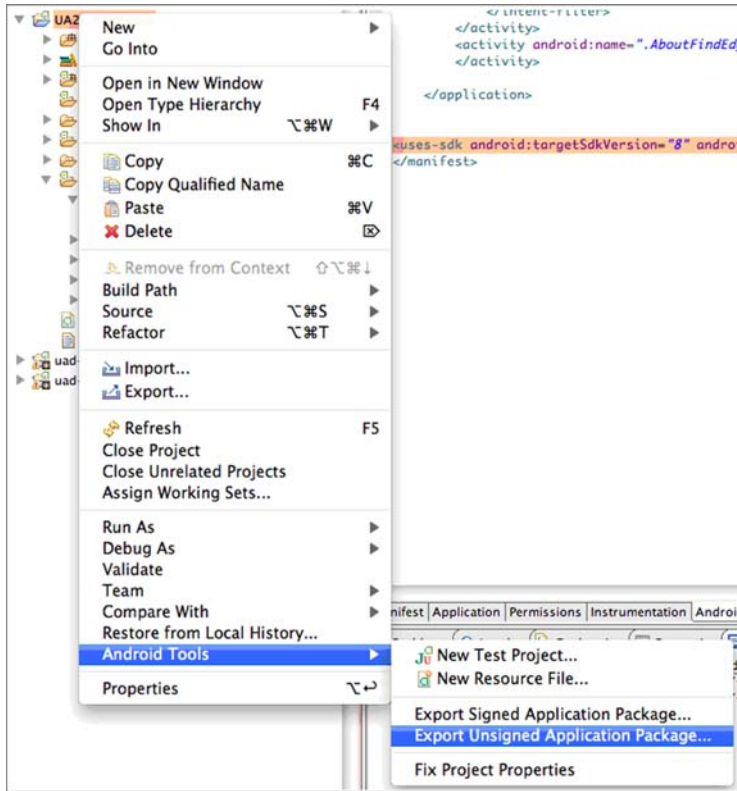 UA2
New
Go Into
Open in New Window
Open Type Hierarchy F4
Show In ⌥⌘W
Copy ⌘C
Copy Qualified Name
Paste ⌘V
Delete ⌦
Remove from Context ⇧⌥⌘↓
Build Path
Source ⌥⌘S
Refactor ⌥⌘T
Import...
Export...
Refresh F5
Close Project
Close Unrelated Projects
Assign Working Sets...
Run As
Debug As
Validate
Team
Compare With
Restore from Local History...
Android Tools
Properties ⌥↩
uad
uad
</intent-filter>
</activity>
<activity android:name=".AboutFindEd
</activity>
</application>
<uses-sdk android:targetSdkVersion="8" andro
</manifest>
nifest Application Permissions Instrumentation Androi
New Test Project...
New Resource File...
Export Signed Application Package...
Export Unsigned Application Package...
Fix Project Properties